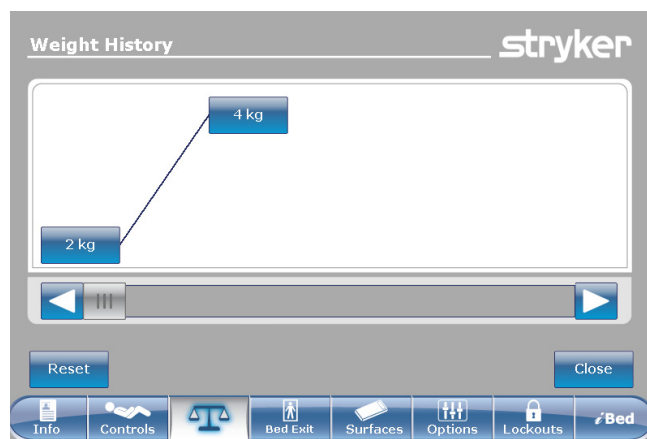 Weight History
stryker
4 kg
2 kg
Reset
Close
Info
Controls
Bed Exit
Surfaces
Options
Lockouts
iBed